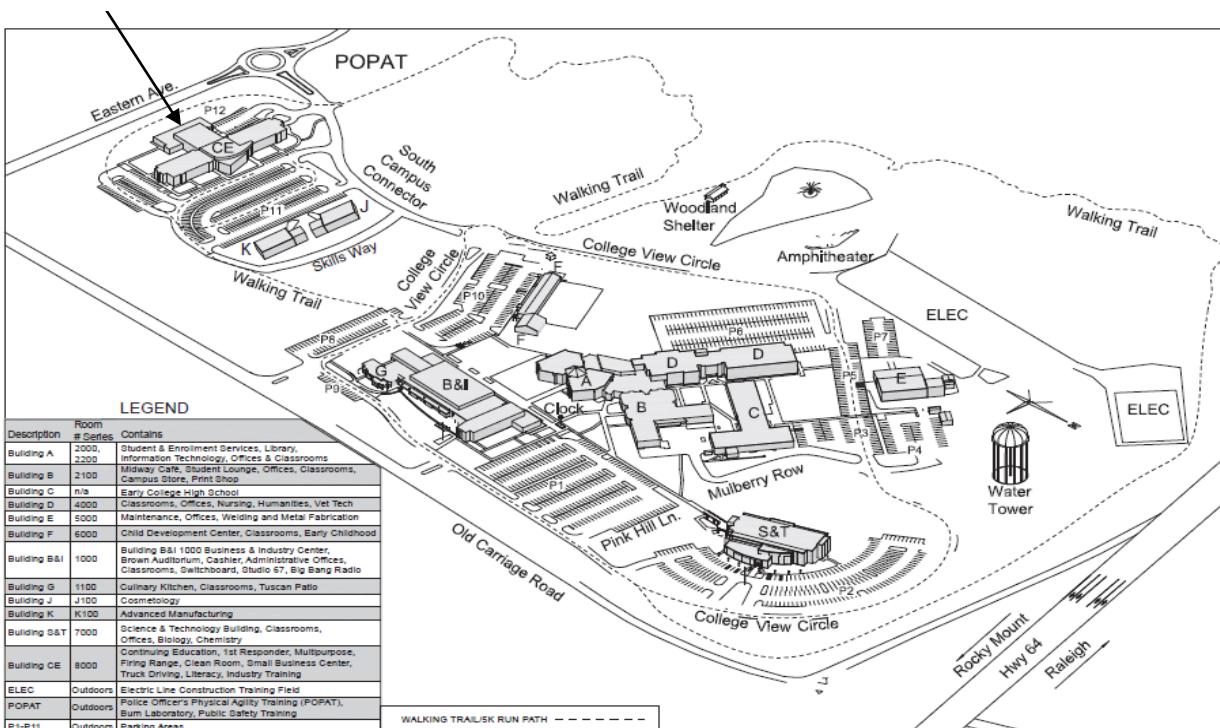 POPAT
Eastern Ave.
P12
CE
South
Campus
Connector
Walking Trail
Woodland
Shelter
Walking Trail
P11
J
K
Skills Way
College
View Circle
College View Circle
Amphitheater
Walking Trail
P10
F
F
ELEC
P8
P6
P7
G
B&I
D
D
A
P5
E
P9
Clock
B
C
ELEC
P3
P4
P1
Mulberry Row
Water
Tower
Pink Hill Ln.
S&T
Old Carriage Road
P2
College View Circle
Rocky Mount
Hwy 64
Raleigh
LEGEND
Description Room # Series Contains
Building A 2000, 2200 Student & Enrollment Services, Library,
Information Technology, Offices & Classrooms
Building B 2100 Midway Café, Student Lounge, Offices, Classrooms,
Campus Store, Print Shop
Building C n/a Early College High School
Building D 4000 Classrooms, Offices, Nursing, Humanities, Vet Tech
Building E 5000 Maintenance, Offices, Welding and Metal Fabrication
Building F 6000 Child Development Center, Classrooms, Early Childhood
Building B&I 1000 Building B&I 1000 Business & Industry Center,
Brown Auditorium, Cashier, Administrative Offices,
Classrooms, Switchboard, Studio 67, Big Bang Radio
Building G 1100 Culinary Kitchen, Classrooms, Tuscan Patio
Building J J100 Cosmetology
Building K K100 Advanced Manufacturing
Building S&T 7000 Science & Technology Building, Classrooms,
Offices, Biology, Chemistry
Building CE 8000 Continuing Education, 1st Responder, Multipurpose,
Firing Range, Clean Room, Small Business Center,
Truck Driving, Literacy, Industry Training
ELEC Outdoors Electric Line Construction Training Field
POPAT Outdoors Police Officer's Physical Agility Training (POPAT),
Burn Laboratory, Public Safety Training
P1-P11 Outdoors Parking Areas
WALKING TRAIL/5K RUN PATH